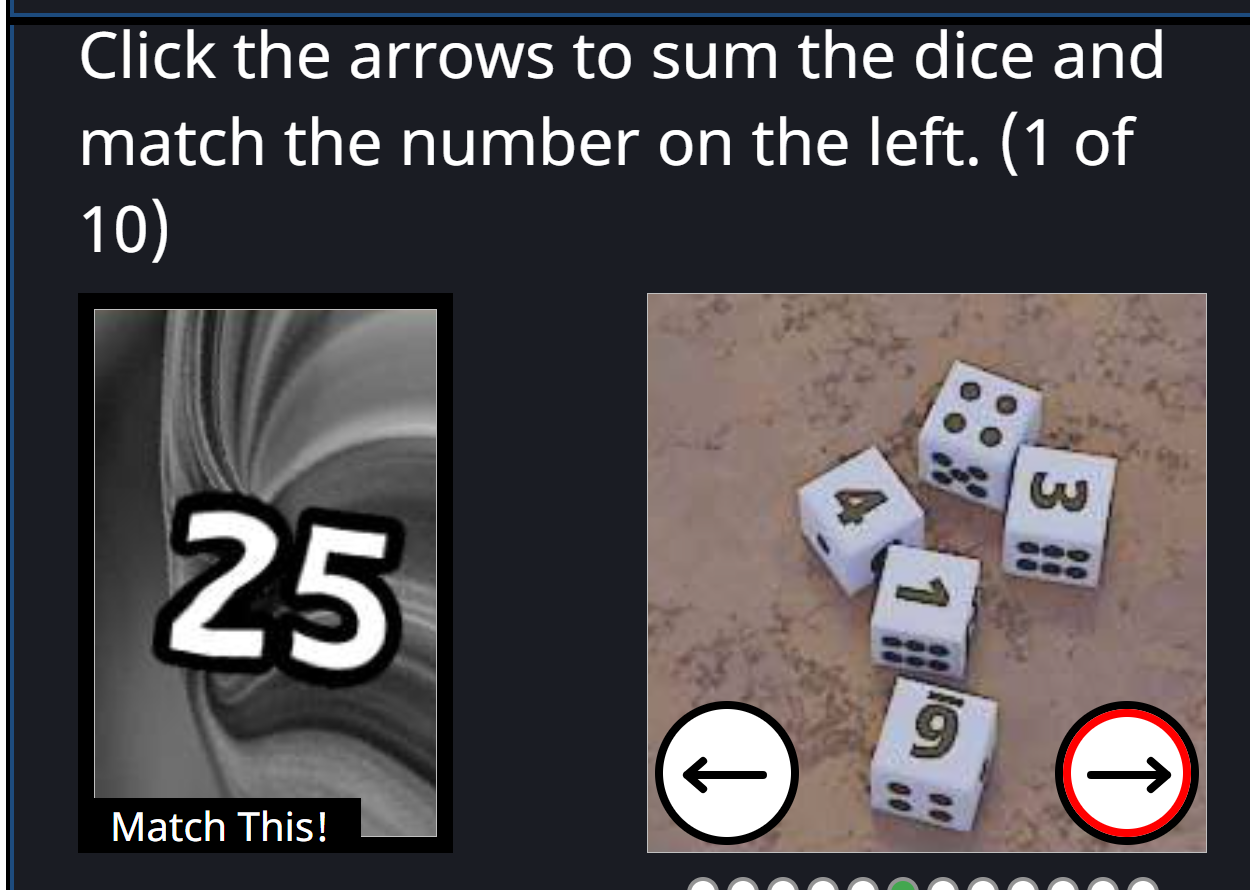 Click the arrows to sum the dice and
match the number on the left. (1 of
10)
25
Match This!
4
3
1
6